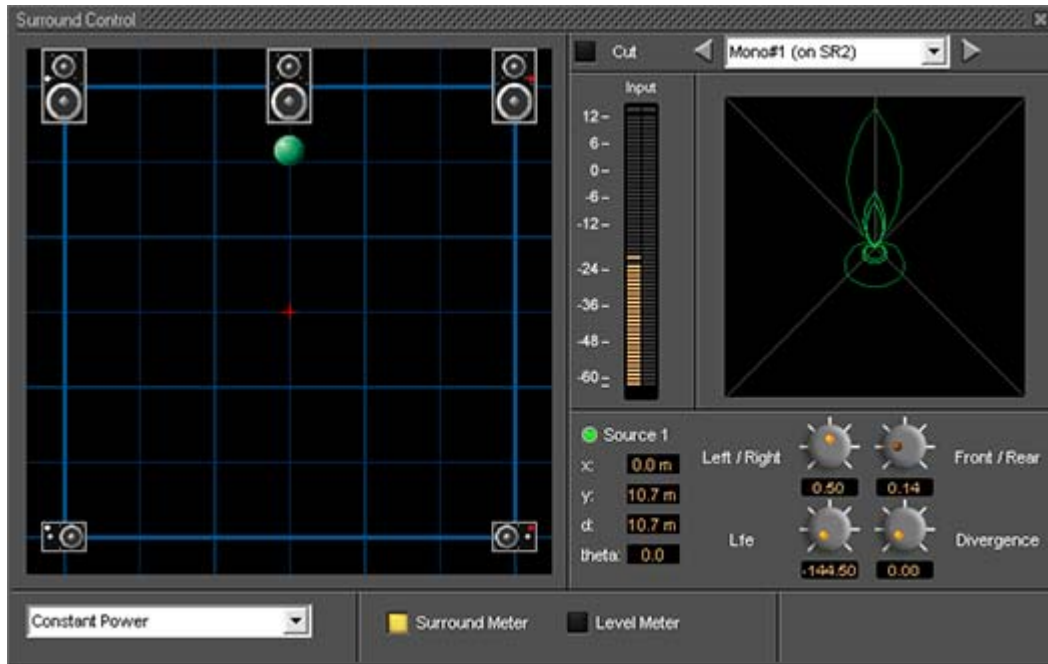 Surround Control
Cut
Mono#1 (on SR2)
Input
12-
6-
0-
-6-
-12-
-24-
-36-
-48-
-60-
Source 1
x: 0.0 m
y: 10.7 m
d: 10.7 m
theta: 0.0
Left / Right
0.50
0.14
Front / Rear
Lfe
-144.50
0.00
Divergence
Constant Power
Surround Meter
Level Meter